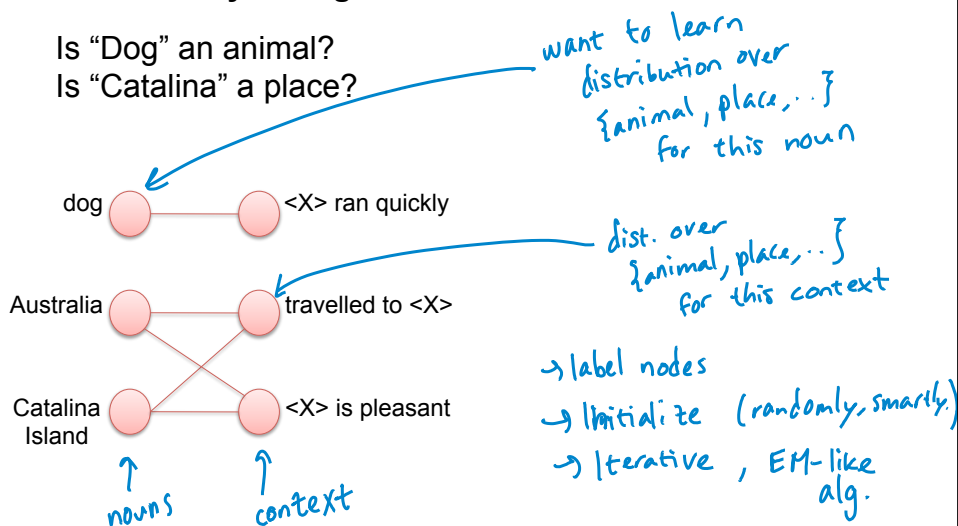 Is “Dog” an animal?
Is “Catalina” a place?
want to learn
distribution over
{animal, place, ..}
for this noun
dog
<X> ran quickly
dist. over
{animal, place, ..}
for this context
Australia
travelled to <X>
→ label nodes
Catalina
Island
<X> is pleasant
→ Initialize (randomly, smartly.)
→ Iterative, EM-like
alg.
nouns
context